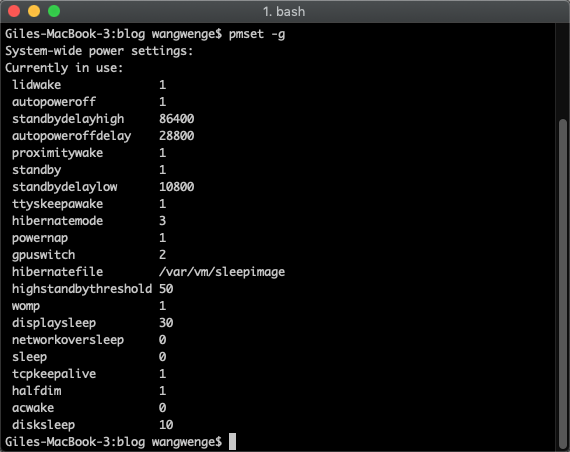 1. bash
Giles-MacBook-3:blog wangwenge$ pmset -g
System-wide power settings:
Currently in use:
 lidwake              1
 autopoweroff         1
 standbydelayhigh     86400
 autopoweroffdelay    28800
 proximitywake        1
 standby              1
 standbydelaylow      10800
 ttyskeepawake        1
 hibernatemode        3
 powernap             1
 gpuswitch            2
 hibernatefile        /var/vm/sleepimage
 highstandbythreshold 50
 womp                 1
 displaysleep         30
 networkoversleep     0
 sleep                0
 tcpkeepalive         1
 halfdim              1
 acwake               0
 disksleep            10
Giles-MacBook-3:blog wangwenge$